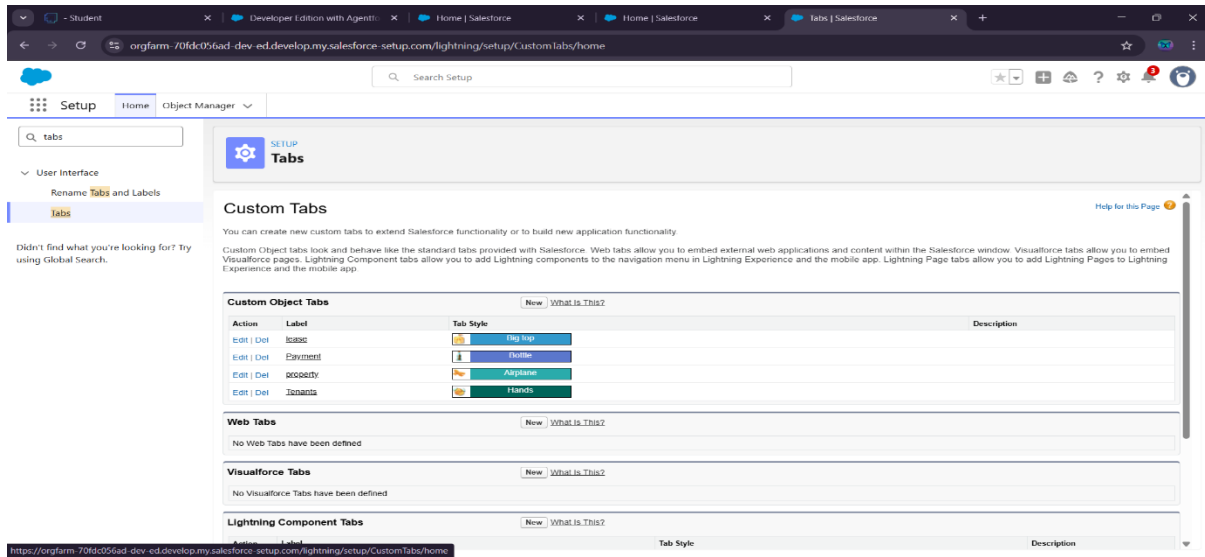 - Student
Developer Edition with Agentfo
Home | Salesforce
Home | Salesforce
Tabs | Salesforce
orgfarm-70fdc056ad-dev-ed.develop.my.salesforce-setup.com/lightning/setup/CustomTabs/home
Search Setup
3
Setup
Home
Object Manager
tabs
User Interface
Rename Tabs and Labels
Tabs
Didn't find what you're looking for? Try
using Global Search.
SETUP
Tabs
Custom Tabs
Help for this Page
You can create new custom tabs to extend Salesforce functionality or to build new application functionality.
Custom Object tabs look and behave like the standard tabs provided with Salesforce. Web tabs allow you to embed external web applications and content within the Salesforce window. Visualforce tabs allow you to embed
Visualforce pages. Lightning Component tabs allow you to add Lightning components to the navigation menu in Lightning Experience and the mobile app. Lightning Page tabs allow you to add Lightning Pages to Lightning
Experience and the mobile app.
Custom Object Tabs New What Is This?
Action Label Tab Style Description
Edit | Del lease Big top
Edit | Del Payment Bottle
Edit | Del property Airplane
Edit | Del Tenants Hands
Web Tabs New What Is This?
No Web Tabs have been defined
Visualforce Tabs New What Is This?
No Visualforce Tabs have been defined
Lightning Component Tabs New What Is This?
Action Label Tab Style Description
https://orgfarm-70fdc056ad-dev-ed.develop.my.salesforce-setup.com/lightning/setup/CustomTabs/home